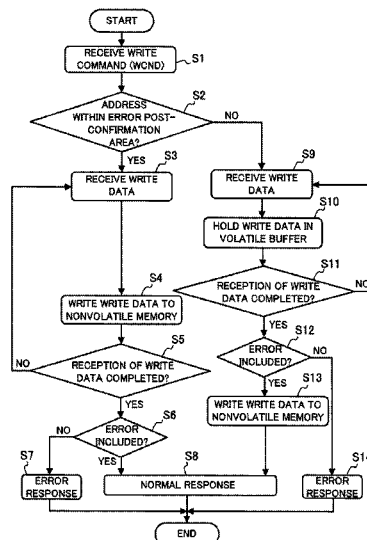 START
RECEIVE WRITE
COMMAND (WCND)
S1
ADDRESS
WITHIN ERROR POST-
CONFIRMATION
AREA?
S2
NO
YES
S3
RECEIVE WRITE
DATA
S9
RECEIVE WRITE
DATA
S10
HOLD WRITE DATA IN
VOLATILE BUFFER
S4
WRITE WRITE DATA TO
NONVOLATILE MEMORY
S11
RECEPTION OF WRITE
DATA COMPLETED?
NO
YES
S5
RECEPTION OF WRITE
DATA COMPLETED?
NO
YES
S12
ERROR
INCLUDED?
NO
YES
S13
WRITE WRITE DATA TO
NONVOLATILE MEMORY
S6
ERROR
INCLUDED?
NO
YES
S7
ERROR
RESPONSE
S8
NORMAL RESPONSE
S14
ERROR
RESPONSE
END